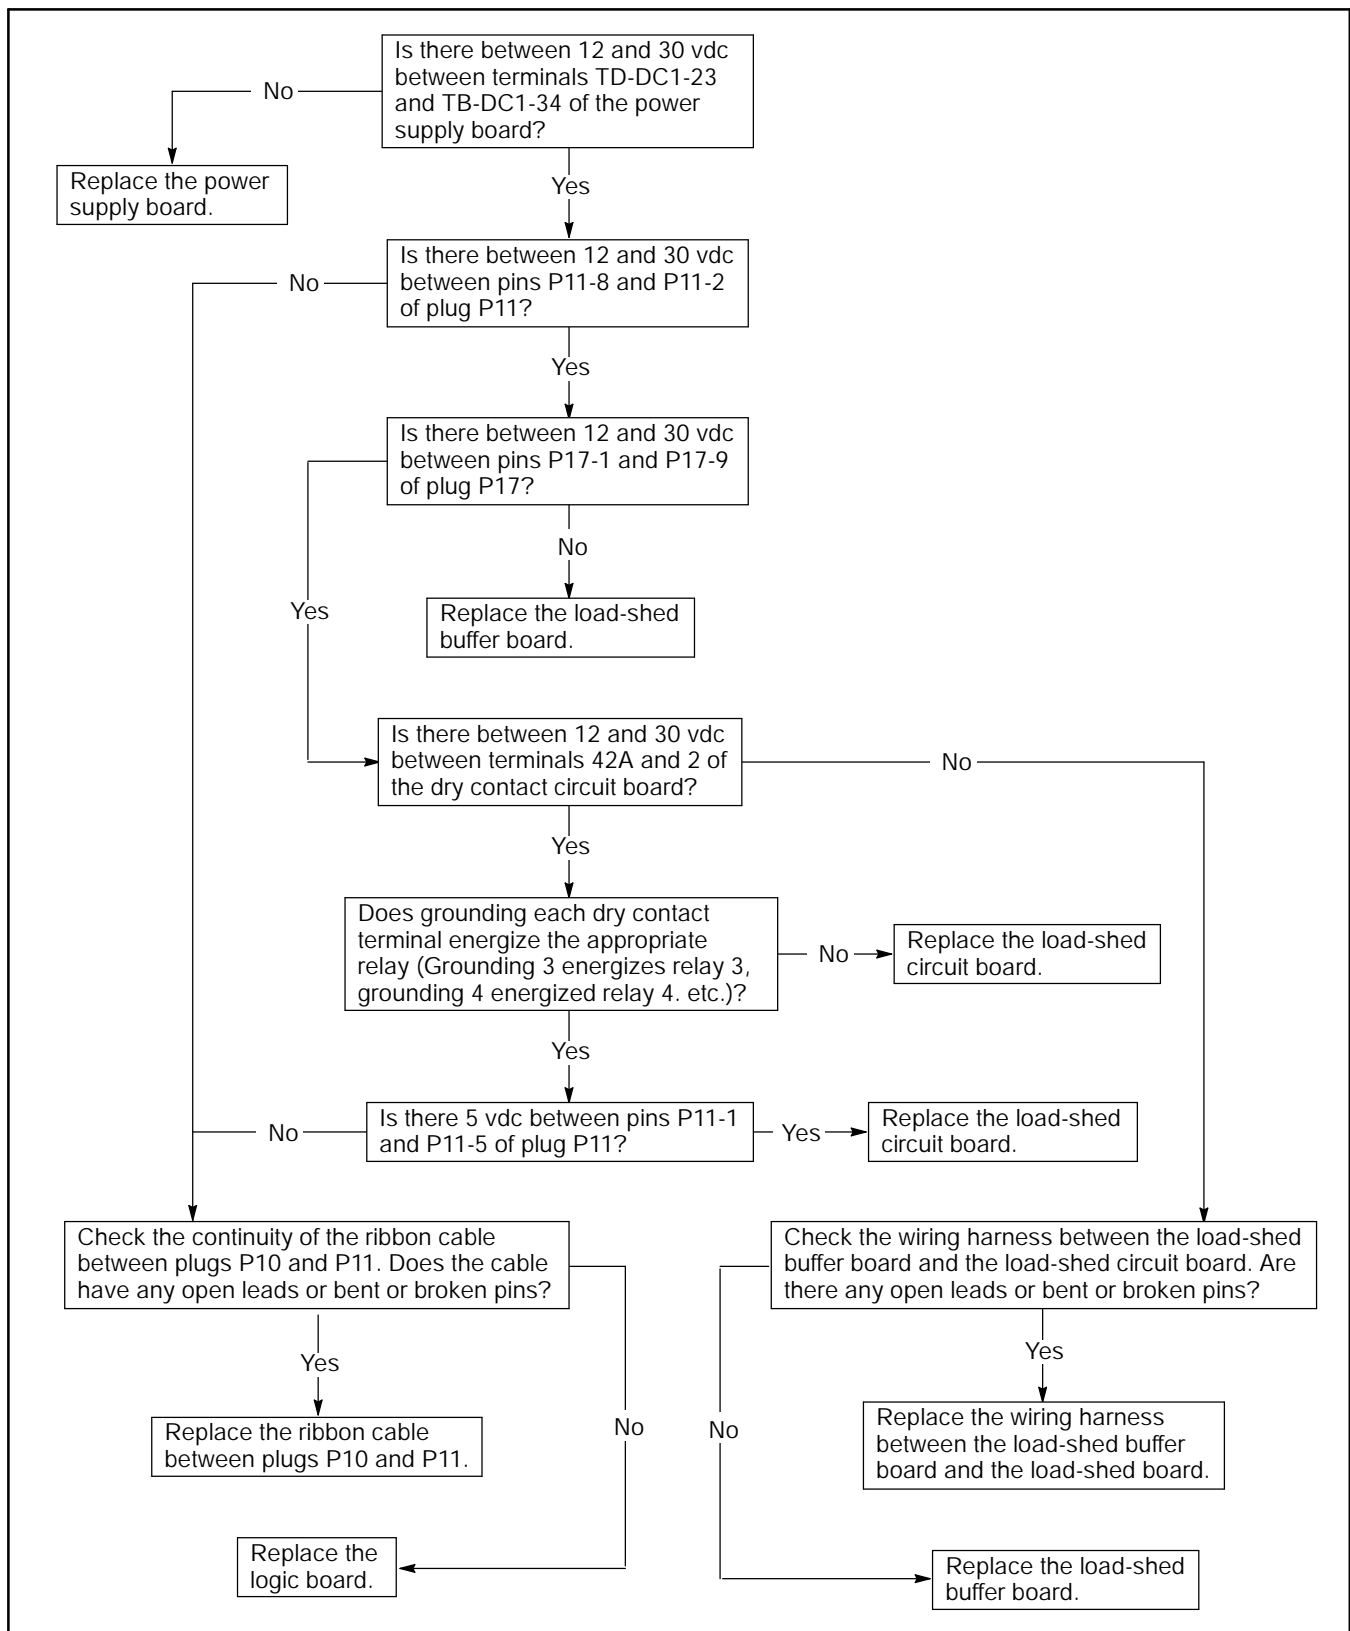 Is there between 12 and 30 vdc
between terminals TD-DC1-23
and TB-DC1-34 of the power
supply board?
No
Replace the power
supply board.
Yes
Is there between 12 and 30 vdc
between pins P11-8 and P11-2
of plug P11?
No
Yes
Is there between 12 and 30 vdc
between pins P17-1 and P17-9
of plug P17?
No
Yes
Replace the load-shed
buffer board.
Is there between 12 and 30 vdc
between terminals 42A and 2 of
the dry contact circuit board?
No
Yes
Does grounding each dry contact
terminal energize the appropriate
relay (Grounding 3 energizes relay 3,
grounding 4 energized relay 4. etc.)?
No
Replace the load-shed
circuit board.
Yes
Is there 5 vdc between pins P11-1
and P11-5 of plug P11?
No
Yes
Replace the load-shed
circuit board.
Check the continuity of the ribbon cable
between plugs P10 and P11. Does the cable
have any open leads or bent or broken pins?
Check the wiring harness between the load-shed
buffer board and the load-shed circuit board. Are
there any open leads or bent or broken pins?
Yes
Yes
Replace the ribbon cable
between plugs P10 and P11.
No
No
Replace the wiring harness
between the load-shed buffer
board and the load-shed board.
Replace the
logic board.
Replace the load-shed
buffer board.